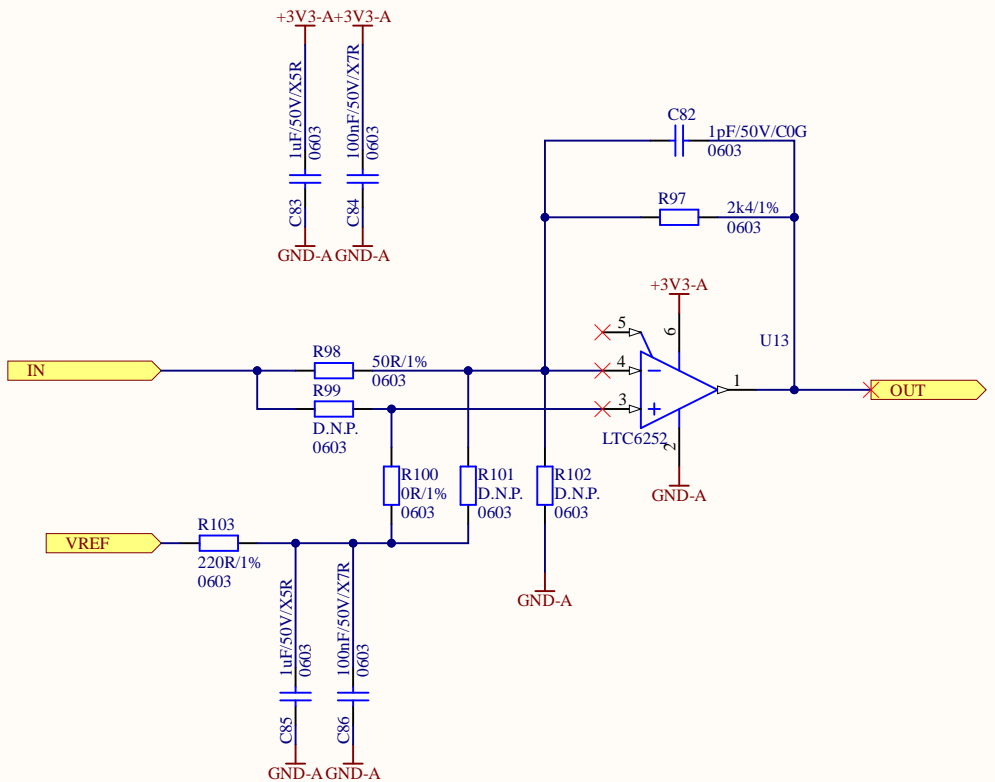 +3V3-A
+3V3-A
1uF/50V/X5R
0603
C83
100nF/50V/X7R
0603
C84
GND-A
GND-A
C82
1pF/50V/C0G
0603
R97
2k4/1%
0603
+3V3-A
5
6
U13
IN
R98
50R/1%
0603
4
1
OUT
R99
D.N.P.
0603
3
LTC6252
2
GND-A
R100
0R/1%
0603
R101
D.N.P.
0603
R102
D.N.P.
0603
VREF
R103
220R/1%
0603
GND-A
1uF/50V/X5R
0603
C85
100nF/50V/X7R
0603
C86
GND-A
GND-A